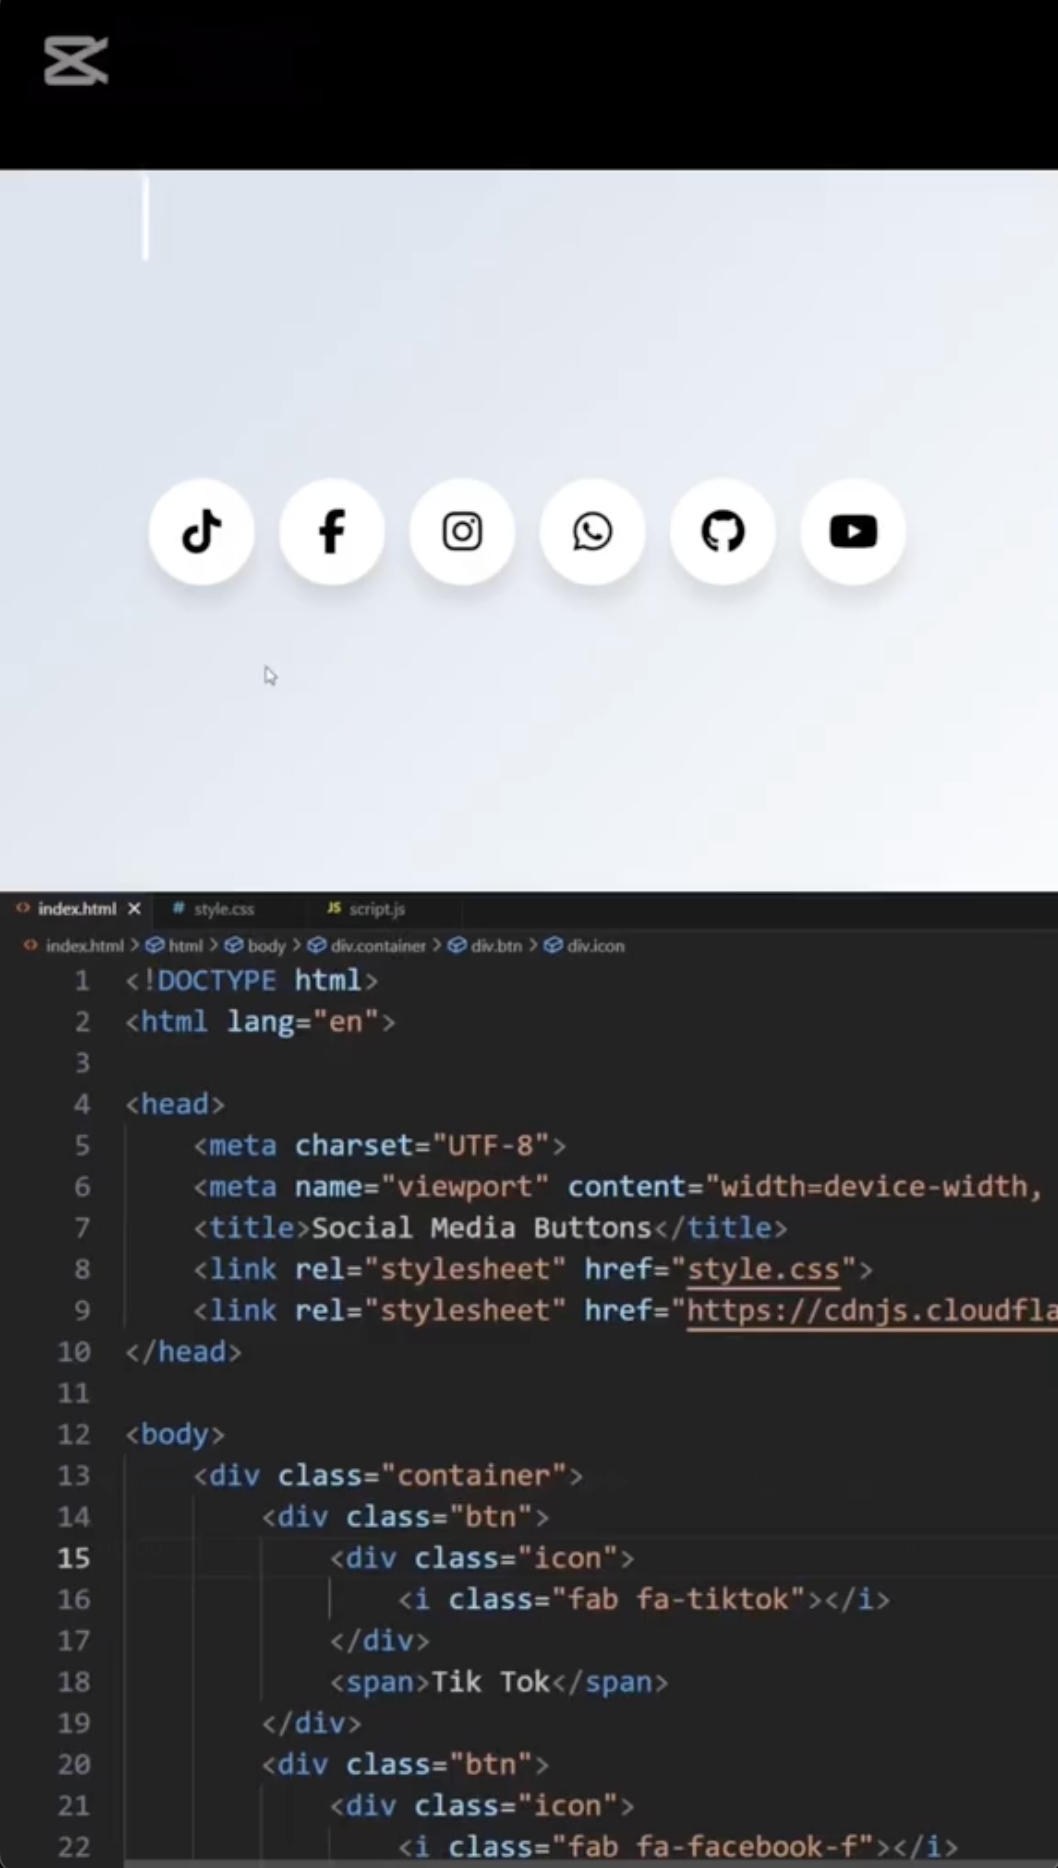 index.html
style.css
JS script.js
index.html > html > body > div.container > div.btn > div.icon
1 <!DOCTYPE html>
2 <html lang="en">
3
4 <head>
5 <meta charset="UTF-8">
6 <meta name="viewport" content="width=device-width,
7 <title>Social Media Buttons</title>
8 <link rel="stylesheet" href="style.css">
9 <link rel="stylesheet" href="https://cdnjs.cloudfla
10 </head>
11
12 <body>
13 <div class="container">
14 <div class="btn">
15 <div class="icon">
16 <i class="fab fa-tiktok"></i>
17 </div>
18 <span>Tik Tok</span>
19 </div>
20 <div class="btn">
21 <div class="icon">
22 <i class="fab fa-facebook-f"></i>